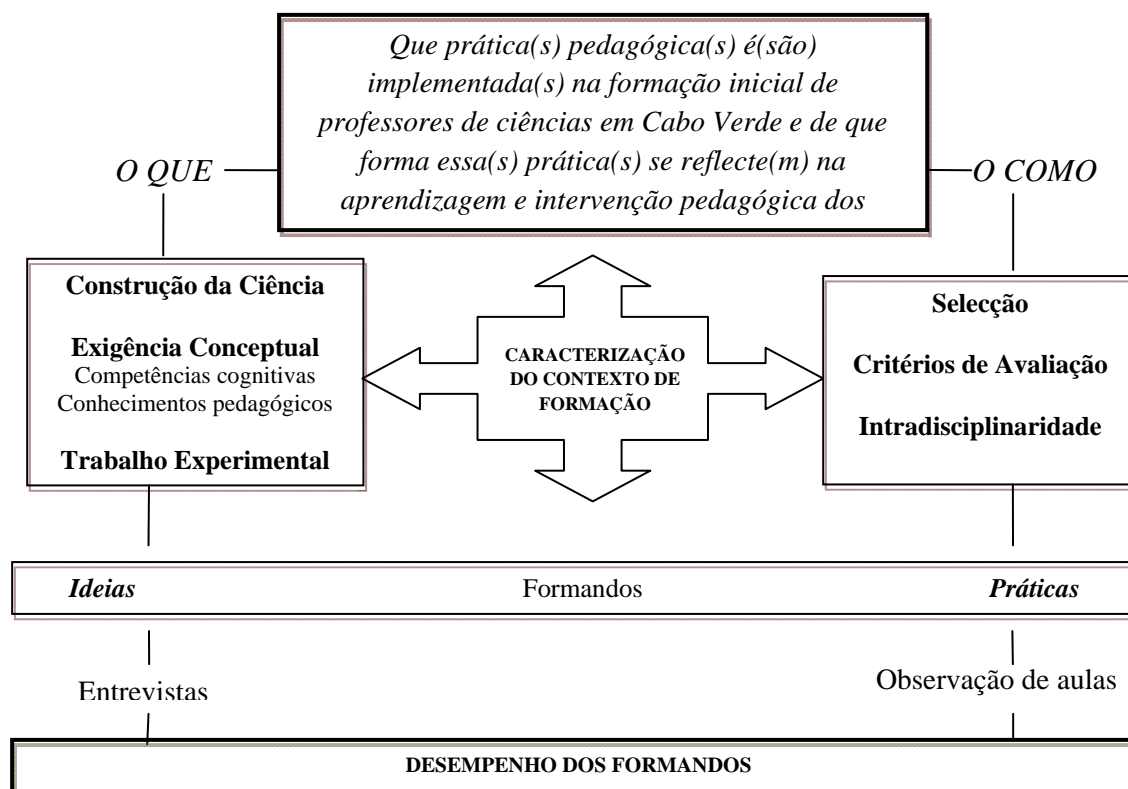 Que prática(s) pedagógica(s) é(são)
implementada(s) na formação inicial de
professores de ciências em Cabo Verde e de que
forma essa(s) prática(s) se reflecte(m) na
aprendizagem e intervenção pedagógica dos
O QUE
O COMO
Construção da Ciência
Exigência Conceptual
Competências cognitivas
Conhecimentos pedagógicos
Trabalho Experimental
CARACTERIZAÇÃO
DO CONTEXTO DE
FORMAÇÃO
Selecção
Critérios de Avaliação
Intradisciplinaridade
Ideias Formandos Práticas
Entrevistas
Observação de aulas
DESEMPENHO DOS FORMANDOS